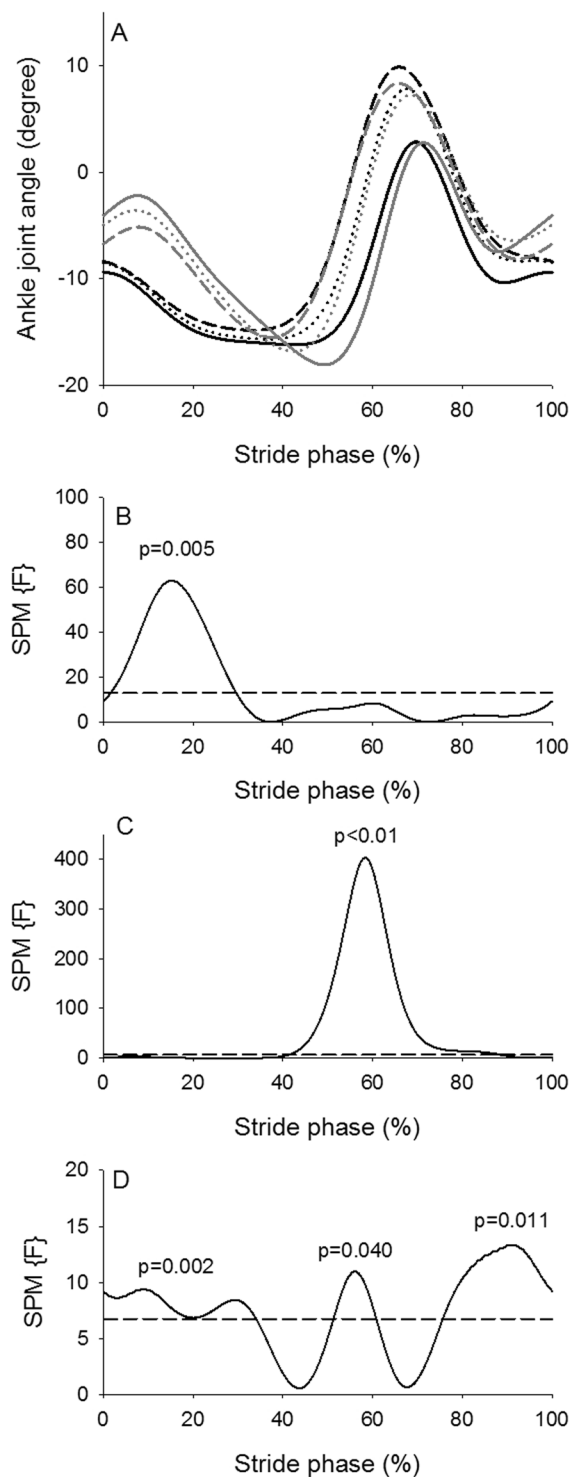 A
Ankle joint angle (degree)
10
0
-10
-20
0 20 40 60 80 100
Stride phase (%)
B
SPM {F}
100
80
60
40
20
0
p=0.005
0 20 40 60 80 100
Stride phase (%)
C
SPM {F}
400
300
200
100
0
p<0.01
0 20 40 60 80 100
Stride phase (%)
D
SPM {F}
20
15
10
5
0
p=0.002
p=0.040
p=0.011
0 20 40 60 80 100
Stride phase (%)